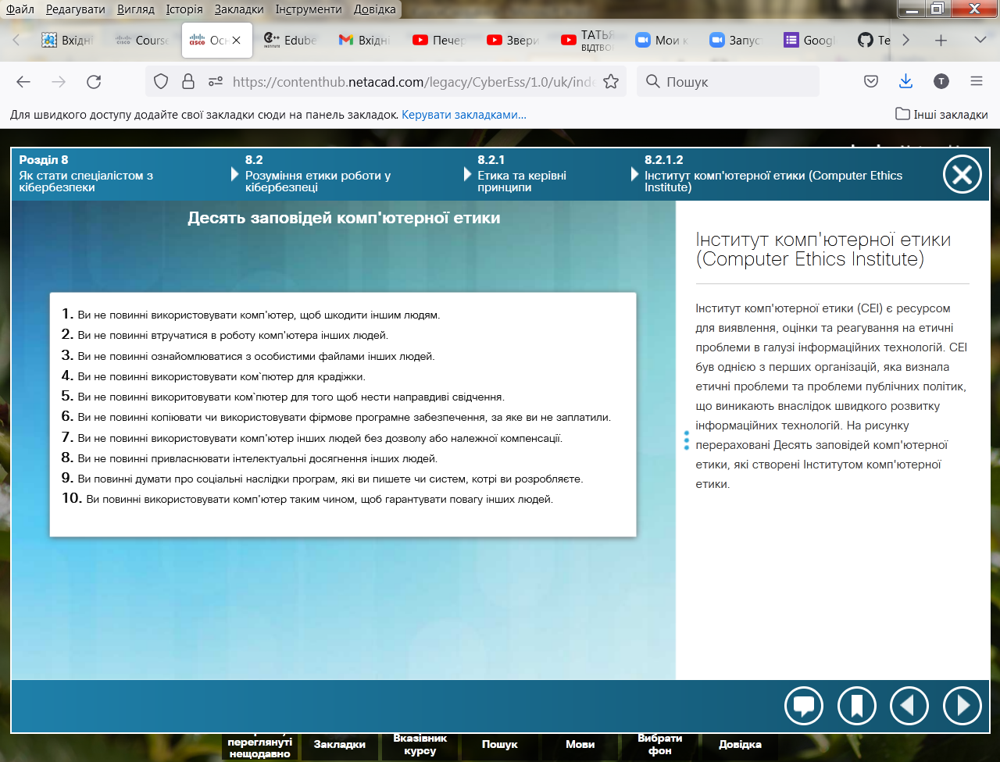 Файл Редагувати Вигляд Історія Закладки Інструменти Довідка
Вхідні Course Осн Edube Вхідні Печер Звери ТАТЬЯ Мои к Запус Googl Te
ВІДТВО
https://contenthub.netacad.com/legacy/CyberEss/1.0/uk/inde Пошук T
Для швидкого доступу додайте свої закладки сюди на панель закладок. Керувати закладками... Інші закладки
Розділ 8
Як стати спеціалістом з
кібербезпеки
8.2
Розуміння етики роботи у
кібербезпеці
8.2.1
Етика та керівні
принципи
8.2.1.2
Інститут комп'ютерної етики (Computer Ethics
Institute)
Десять заповідей комп'ютерної етики
1. Ви не повинні використовувати комп'ютер, щоб шкодити іншим людям.
2. Ви не повинні втручатися в роботу комп'ютера інших людей.
3. Ви не повинні ознайомлюватися з особистими файлами інших людей.
4. Ви не повинні використовувати ком`пютер для крадіжки.
5. Ви не повинні викоритовувати ком`пютер для того щоб нести направдиві свідчення.
6. Ви не повинні копіювати чи використовувати фірмове програмне забезпечення, за яке ви не заплатили.
7. Ви не повинні використовувати комп'ютер інших людей без дозволу або належної компенсації.
8. Ви не повинні привласнювати інтелектуальні досягнення інших людей.
9. Ви повинні думати про соціальні наслідки програм, які ви пишете чи систем, котрі ви розробляєте.
10. Ви повинні використовувати комп'ютер таким чином, щоб гарантувати повагу інших людей.
Інститут комп'ютерної етики
(Computer Ethics Institute)
Інститут комп'ютерної етики (CEI) є ресурсом
для виявлення, оцінки та реагування на етичні
проблеми в галузі інформаційних технологій. CEI
був однією з перших організацій, яка визнала
етичні проблеми та проблеми публічних політик,
що виникають внаслідок швидкого розвитку
інформаційних технологій. На рисунку
перераховані Десять заповідей комп'ютерної
етики, які створені Інститутом комп'ютерної
етики.
переглянуті
нещодавно
Закладки
Вказівник
курсу
Пошук
Мови
Вибрати
фон
Довідка